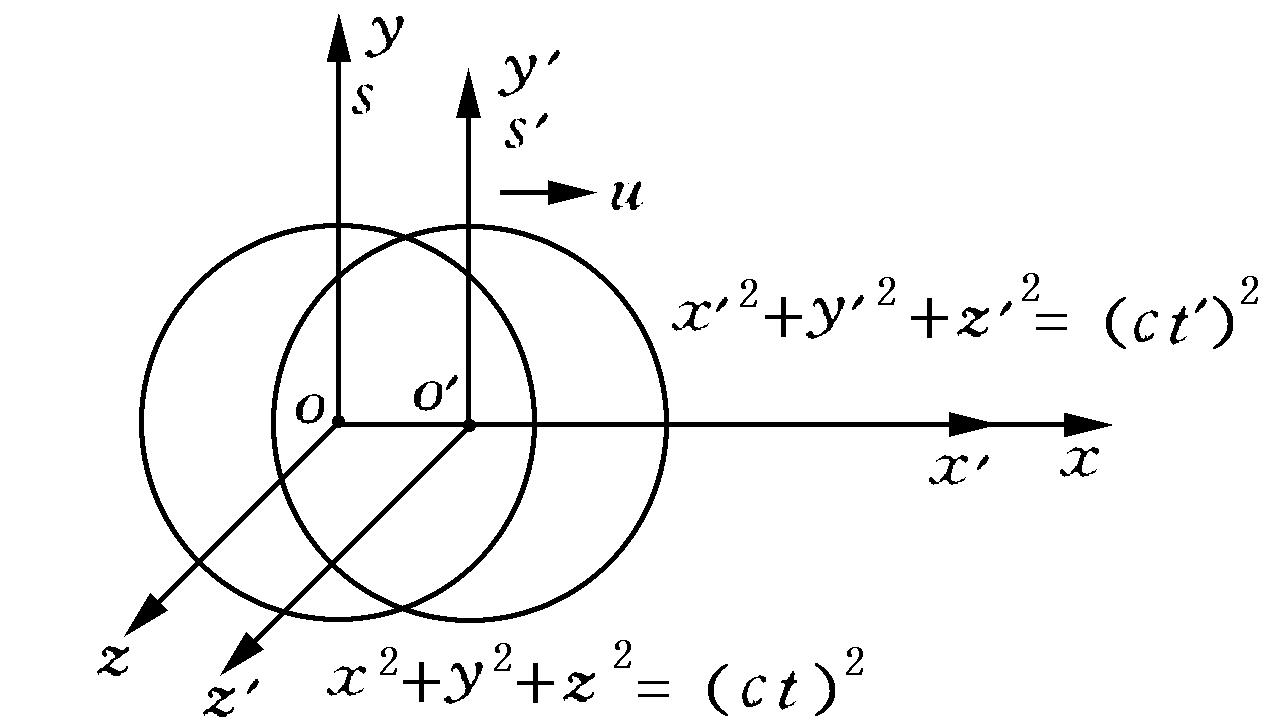 y
s
y′
s′
u
x′² + y′² + z′² = (ct′)²
o
o′
x′
x
z
z′
x² + y² + z² = (ct)²